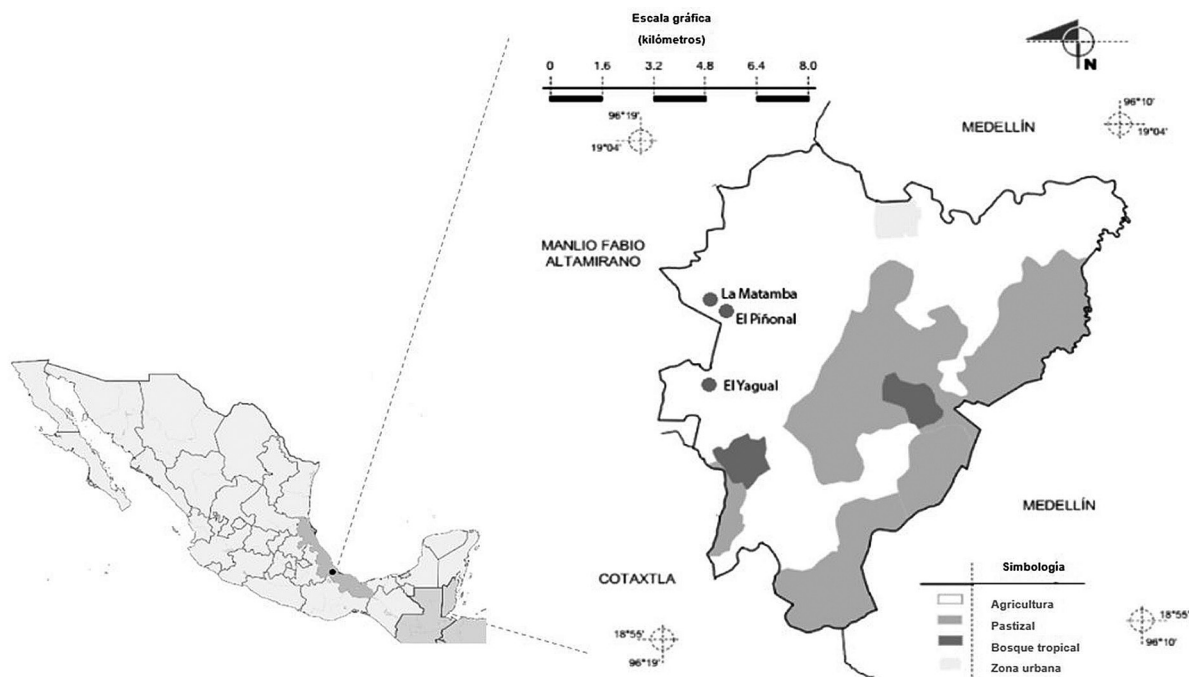 Escala gráfica
(kilómetros)
0 1.6 3.2 4.8 6.4 8.0
N
96°19'
19°04'
96°10'
19°04'
MEDELLÍN
MANLIO FABIO
ALTAMIRANO
La Matamba
El Piñonal
El Yagual
MEDELLÍN
COTAXTLA
Simbología
Agricultura
Pastizal
Bosque tropical
Zona urbana
18°55'
96°19'
18°55'
96°10'